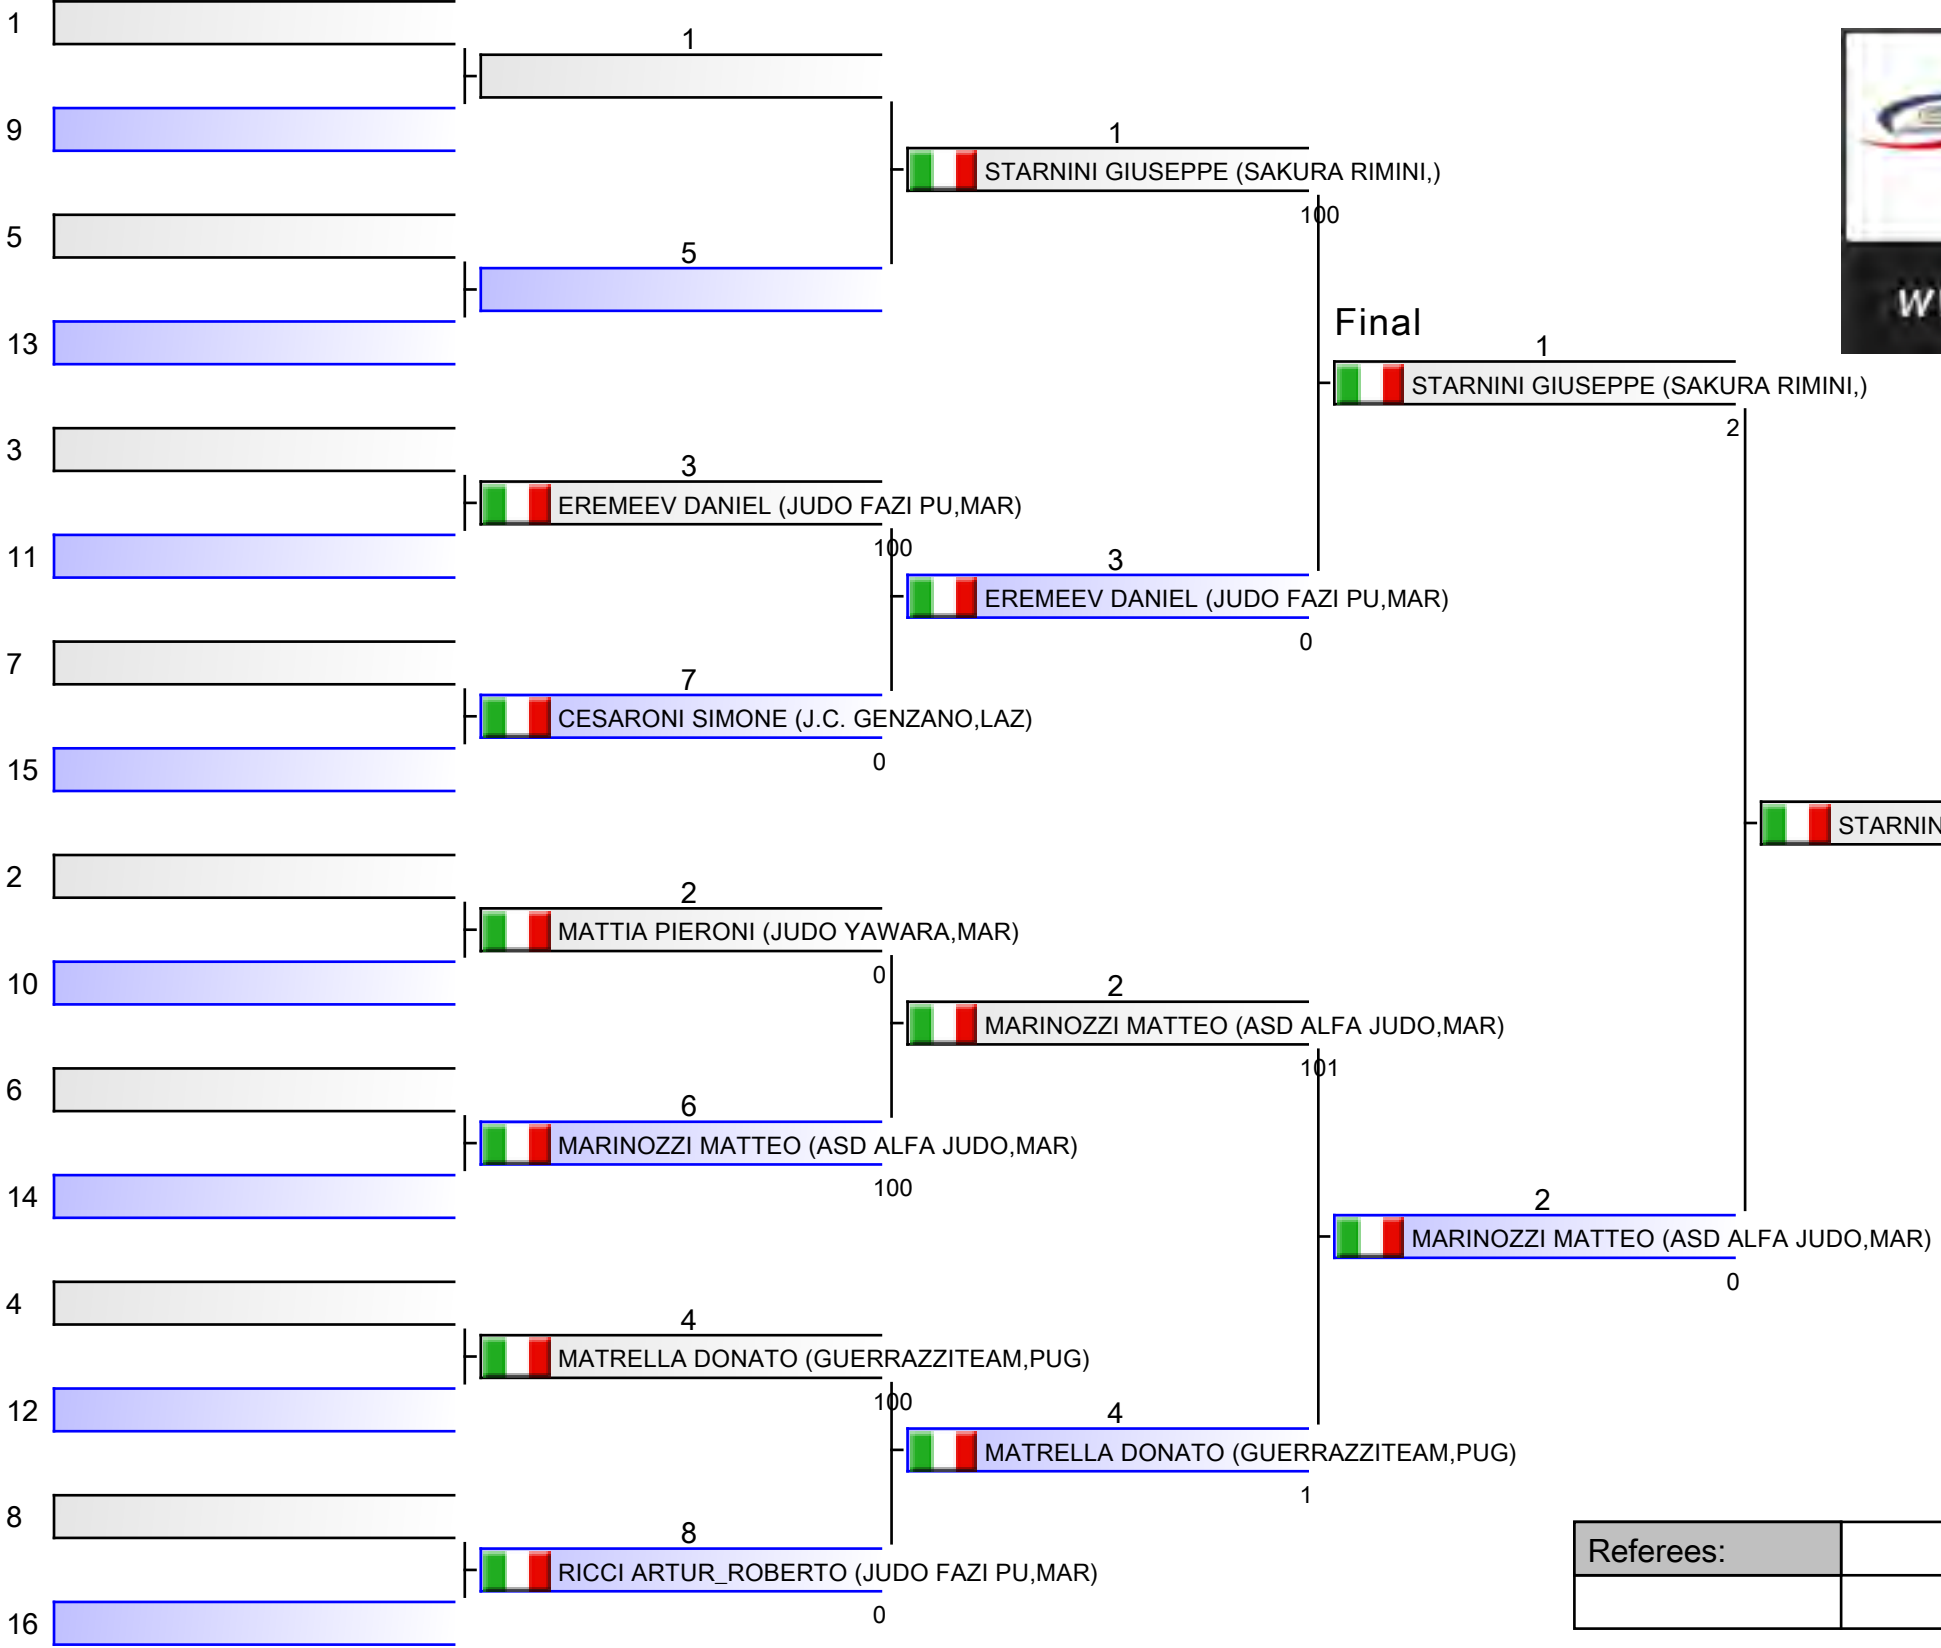 1
1
9
1
STARNINI GIUSEPPE (SAKURA RIMINI,)
100
5
5
13
Final
1
STARNINI GIUSEPPE (SAKURA RIMINI,)
2
3
3
EREMEEV DANIEL (JUDO FAZI PU,MAR)
100
11
3
EREMEEV DANIEL (JUDO FAZI PU,MAR)
0
7
7
CESARONI SIMONE (J.C. GENZANO,LAZ)
0
15
STARNIN
2
2
MATTIA PIERONI (JUDO YAWARA,MAR)
0
10
2
MARINOZZI MATTEO (ASD ALFA JUDO,MAR)
101
6
6
MARINOZZI MATTEO (ASD ALFA JUDO,MAR)
100
14
2
MARINOZZI MATTEO (ASD ALFA JUDO,MAR)
0
4
4
MATRELLA DONATO (GUERRAZZITEAM,PUG)
100
12
4
MATRELLA DONATO (GUERRAZZITEAM,PUG)
1
8
8
RICCI ARTUR_ROBERTO (JUDO FAZI PU,MAR)
0
16
Referees: